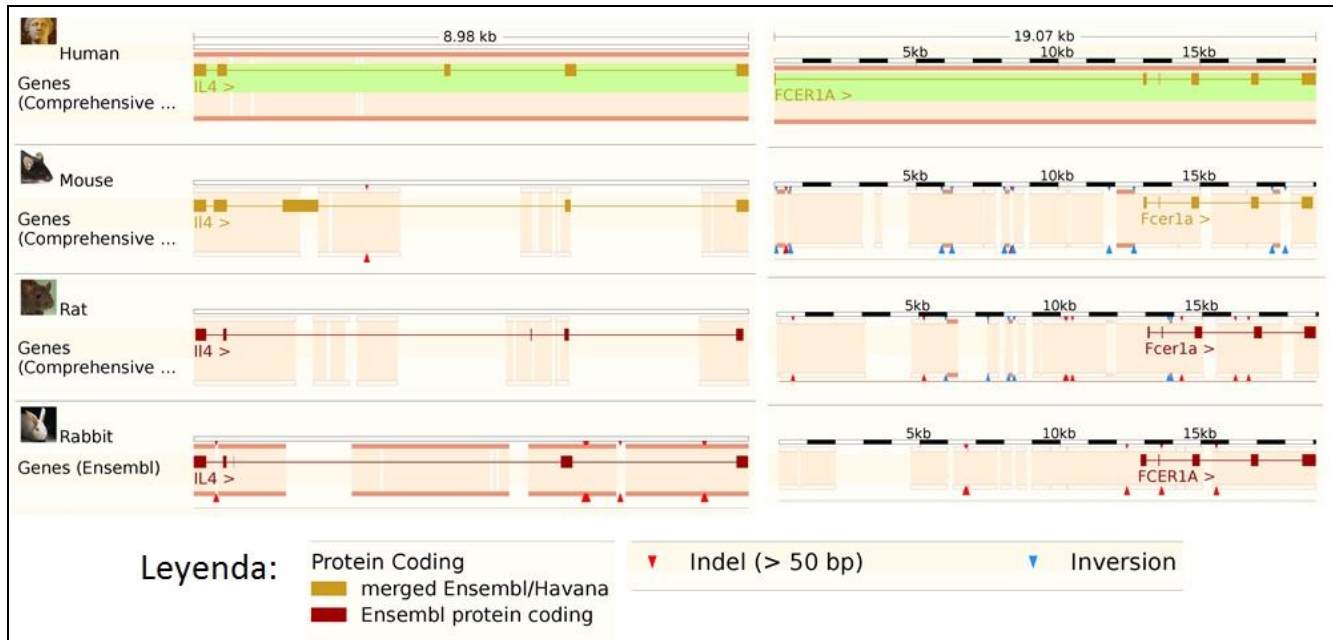 Human
8.98 kb
19.07 kb
5kb 10kb 15kb
Genes
(Comprehensive ...
IL4 >
FCER1A >
Mouse
5kb 10kb 15kb
Genes
(Comprehensive ...
Il4 >
Fcer1a >
Rat
5kb 10kb 15kb
Genes
(Comprehensive ...
Il4 >
Fcer1a >
Rabbit
5kb 10kb 15kb
Genes (Ensembl)
IL4 >
FCER1A >
Leyenda:
Protein Coding
merged Ensembl/Havana
Ensembl protein coding
Indel (> 50 bp)
Inversion